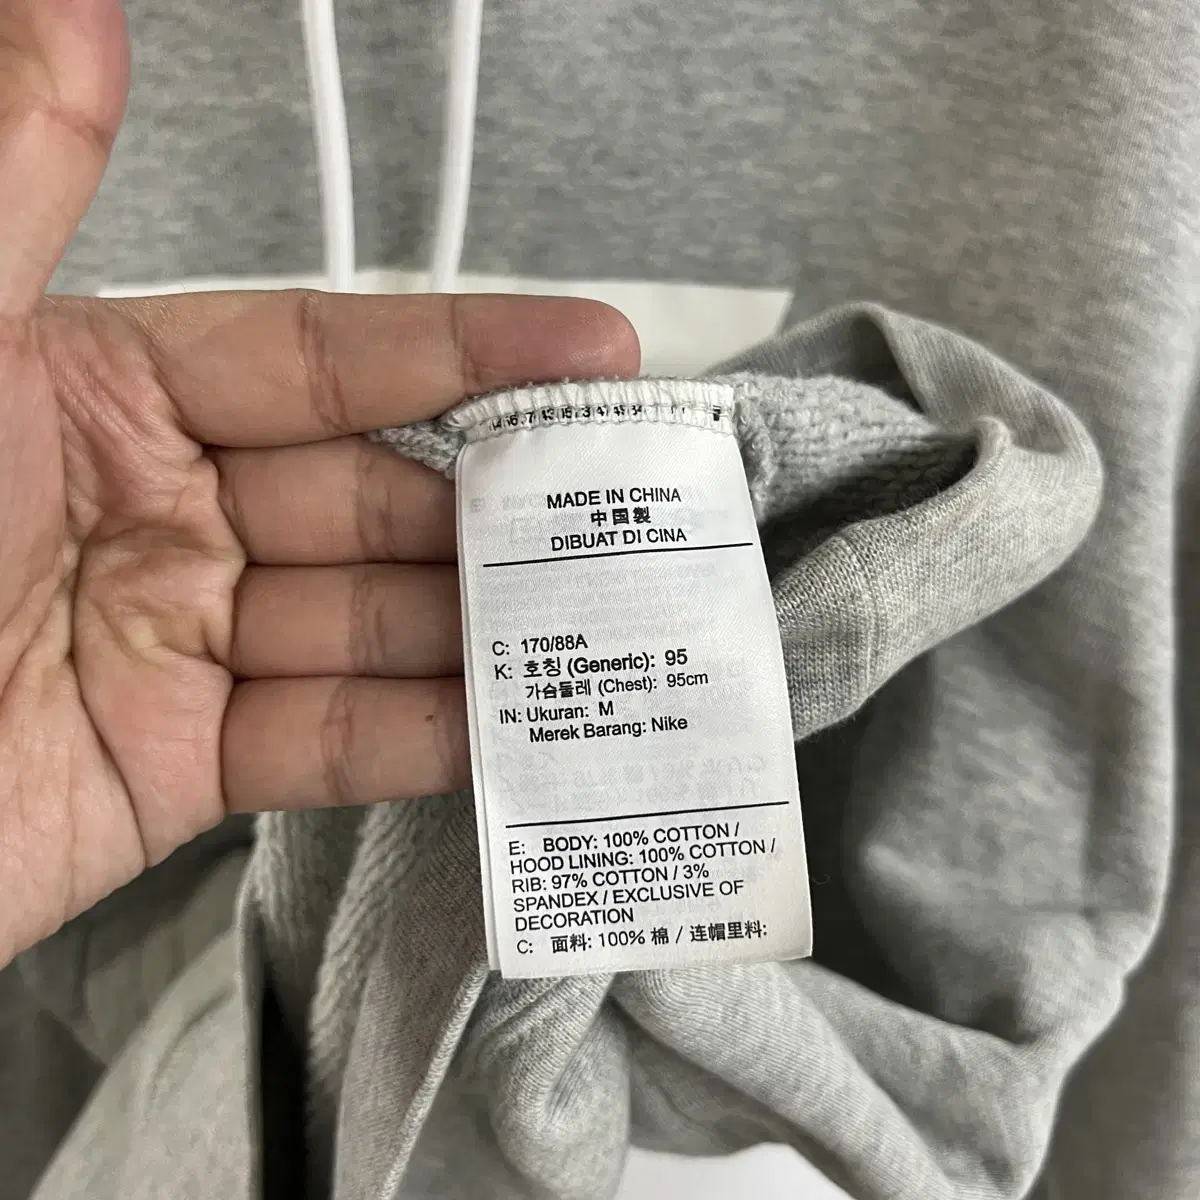 MADE IN CHINA
中国製
DIBUAT DI CINA
C: 170/88A
K: 호칭 (Generic): 95
가슴둘레 (Chest): 95cm
IN: Ukuran: M
Merek Barang: Nike
E: BODY: 100% COTTON /
HOOD LINING: 100% COTTON /
RIB: 97% COTTON / 3%
SPANDEX / EXCLUSIVE OF
DECORATION
C: 面料: 100% 棉 / 连帽里料: